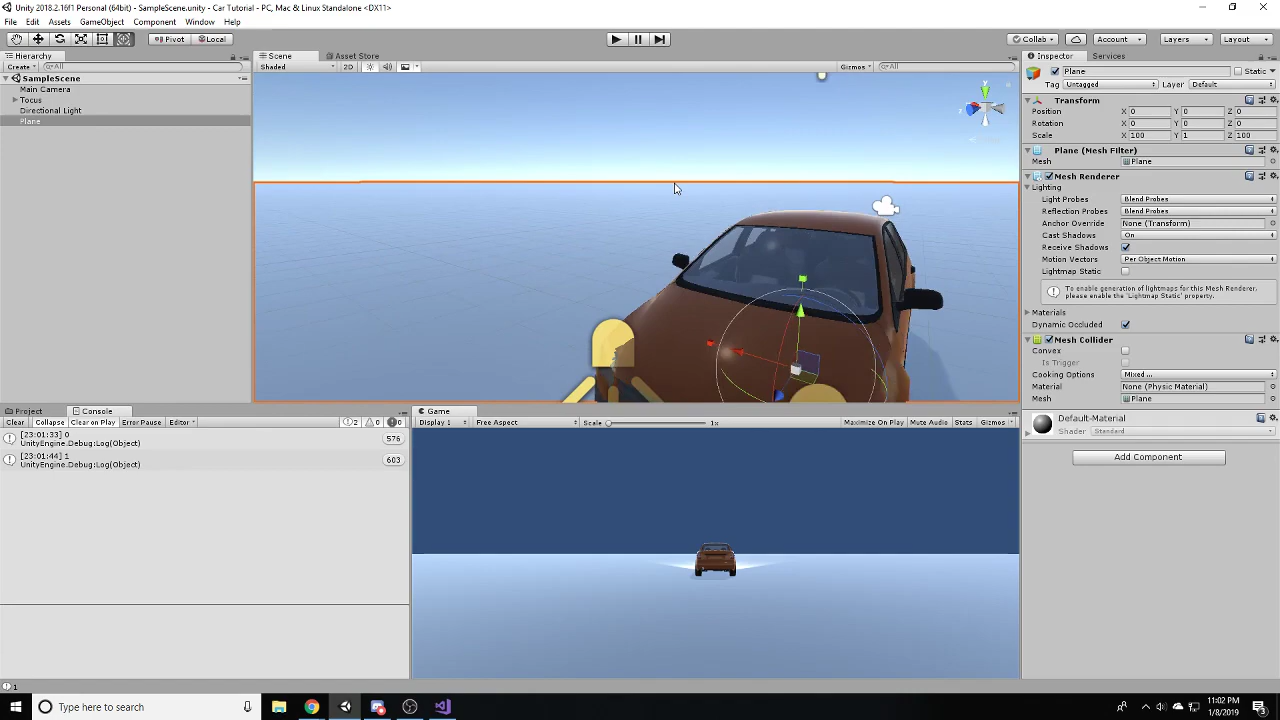 Unity 2018.2.16f1 Personal (64bit) - SampleScene.unity - Car Tutorial - PC, Mac & Linux Standalone <DX11>
File Edit Assets GameObject Component Window Help
Pivot Local Collab Account Layers Layout
Hierarchy
Create All
SampleScene
Main Camera
Tocus
Directional Light
Plane
Scene Asset Store
Shaded 2D Gizmos All
y
z
Inspector Services
Plane Static
Tag Untagged Layer Default
Transform
Position X 0 Y 0 Z 0
Rotation X 0 Y 0 Z 0
Scale X 100 Y 1 Z 100
Plane (Mesh Filter)
Mesh Plane
Mesh Renderer
Lighting
Light Probes Blend Probes
Reflection Probes Blend Probes
Anchor Override None (Transform)
Cast Shadows On
Receive Shadows
Motion Vectors Per Object Motion
Lightmap Static
To enable generation of lightmaps for this Mesh Renderer, please enable the 'Lightmap Static' property.
Materials
Dynamic Occluded
Mesh Collider
Convex
Is Trigger
Cooking Options Mixed ...
Material None (Physic Material)
Mesh Plane
Default-Material
Shader Standard
Add Component
Project Console
Clear Collapse Clear on Play Error Pause Editor 2 0 0
[23:01:33] 0
UnityEngine.Debug:Log(Object)
576
[23:01:44] 1
UnityEngine.Debug:Log(Object)
603
Game
Display 1 Free Aspect Scale 1x Maximize On Play Mute Audio Stats Gizmos
1
Type here to search
11:02 PM
1/8/2019
3